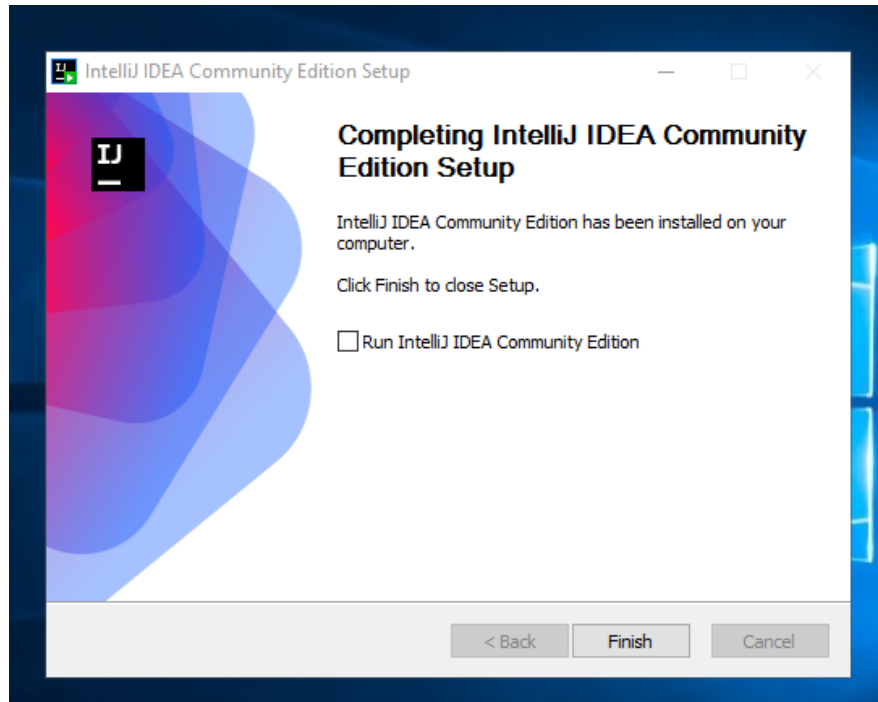 IntelliJ IDEA Community Edition Setup
IJ
Completing IntelliJ IDEA Community
Edition Setup
IntelliJ IDEA Community Edition has been installed on your
computer.
Click Finish to close Setup.
Run IntelliJ IDEA Community Edition
< Back
Finish
Cancel